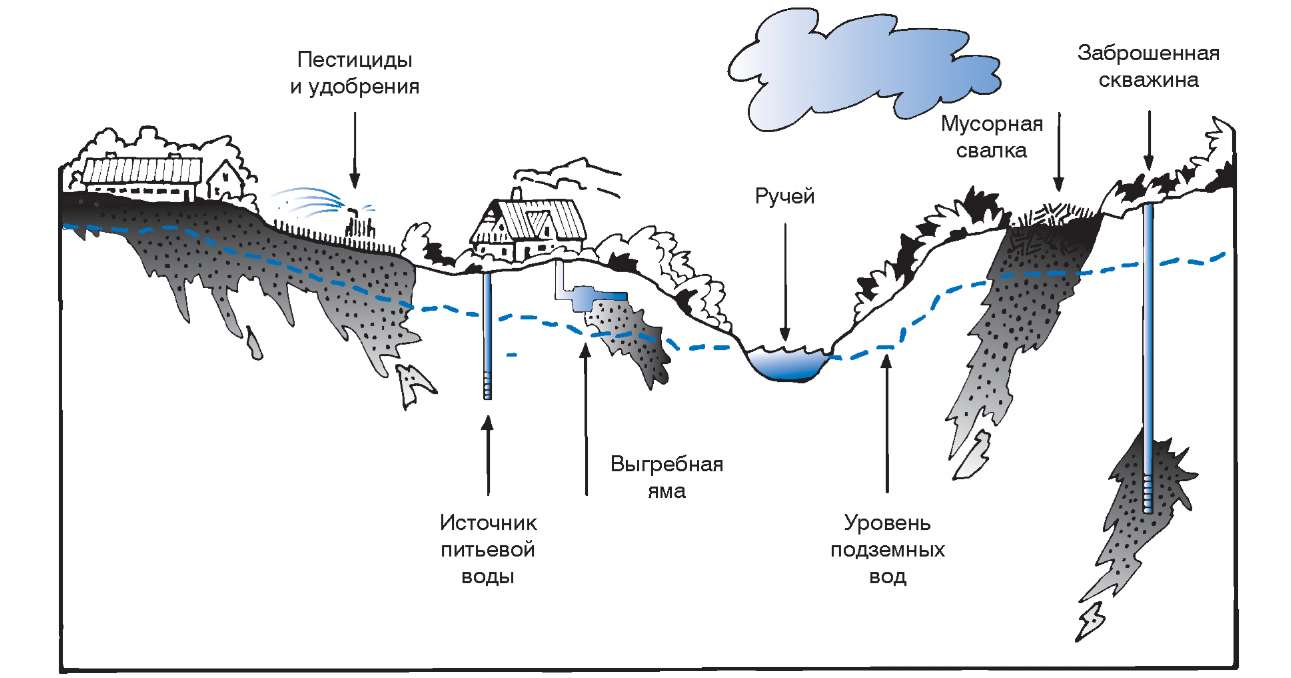 Пестициды
и удобрения
Заброшенная
скважина
Мусорная
свалка
Ручей
Выгребная
яма
Источник
питьевой
воды
Уровень
подземных
вод